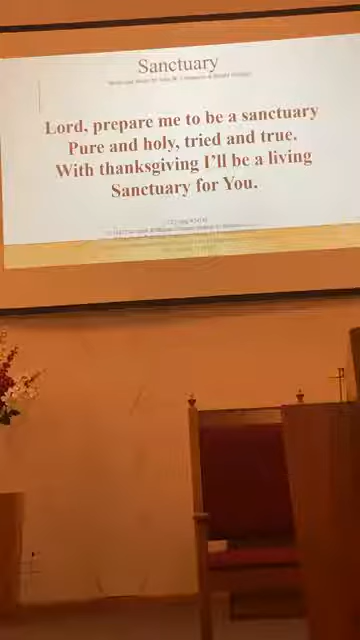 Sanctuary
Lord, prepare me to be a sanctuary
Pure and holy, tried and true.
With thanksgiving I'll be a living
Sanctuary for You.